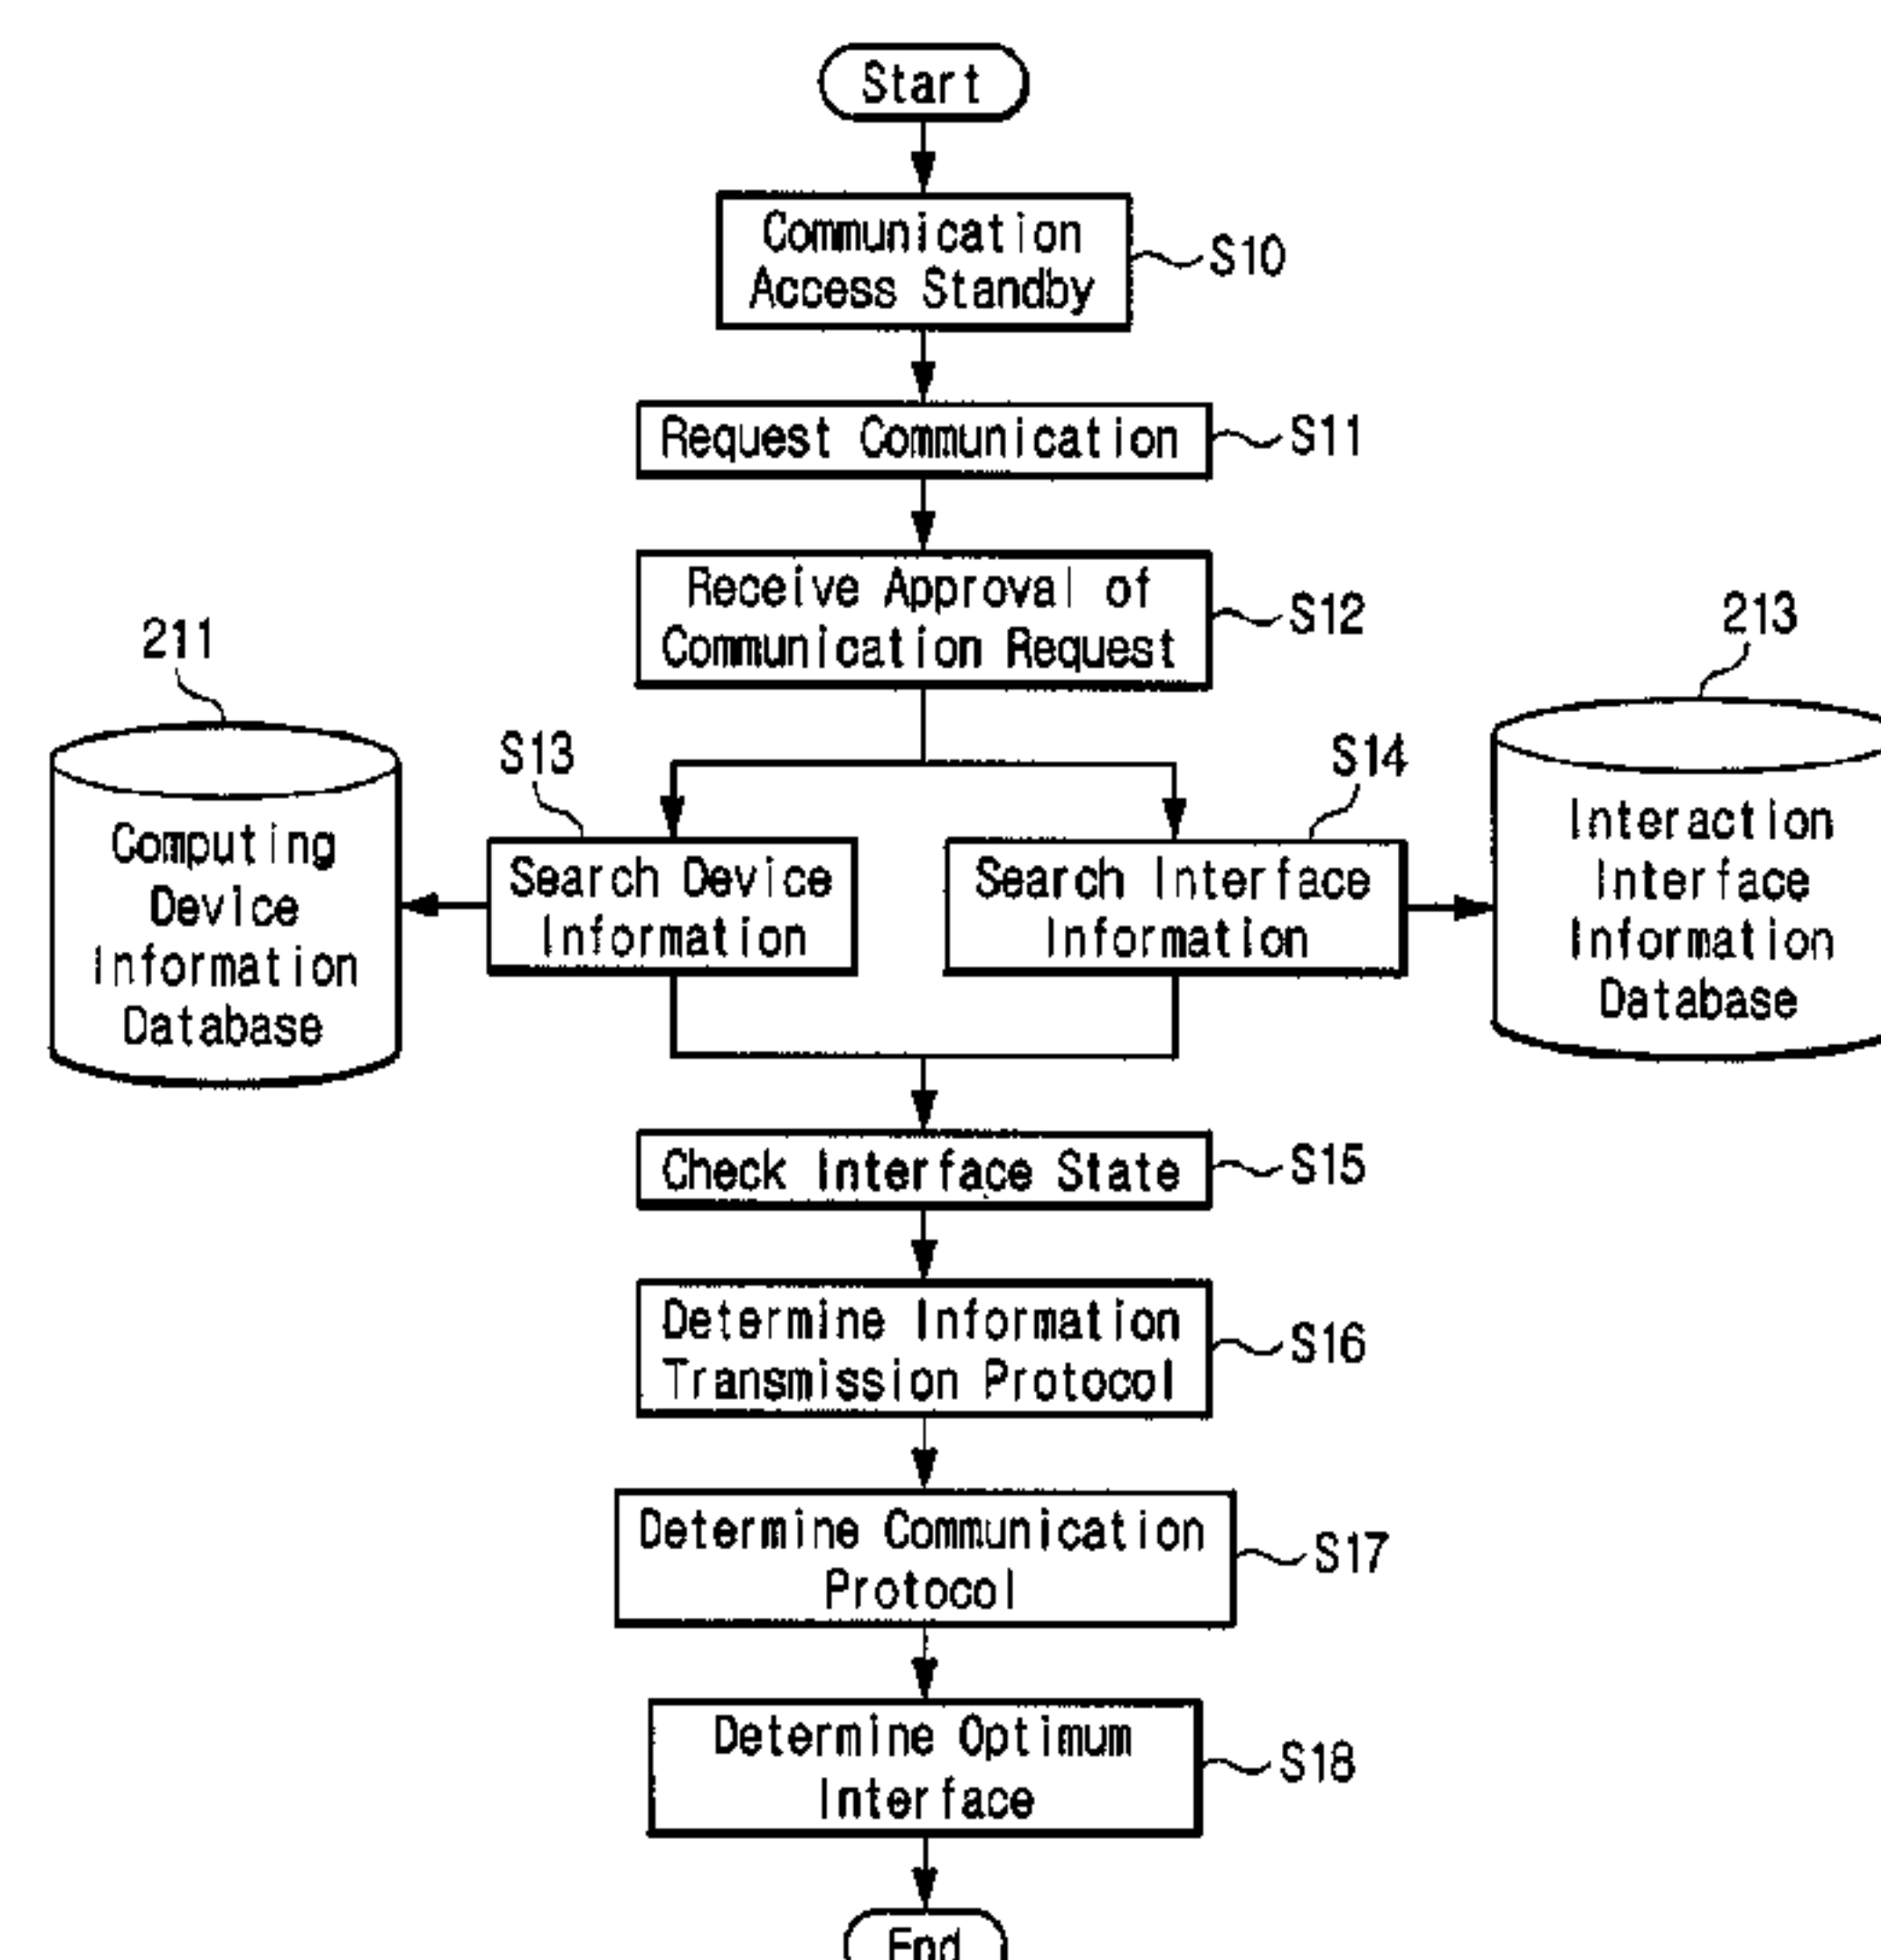 Start
Communication
Access Standby
S10
Request Communication
S11
Receive Approval of
Communication Request
S12
211
213
S13
S14
Computing
Device
Information
Database
Search Device
Information
Search Interface
Information
Interaction
Interface
Information
Database
Check Interface State
S15
Determine Information
Transmission Protocol
S16
Determine Communication
Protocol
S17
Determine Optimum
Interface
S18
End